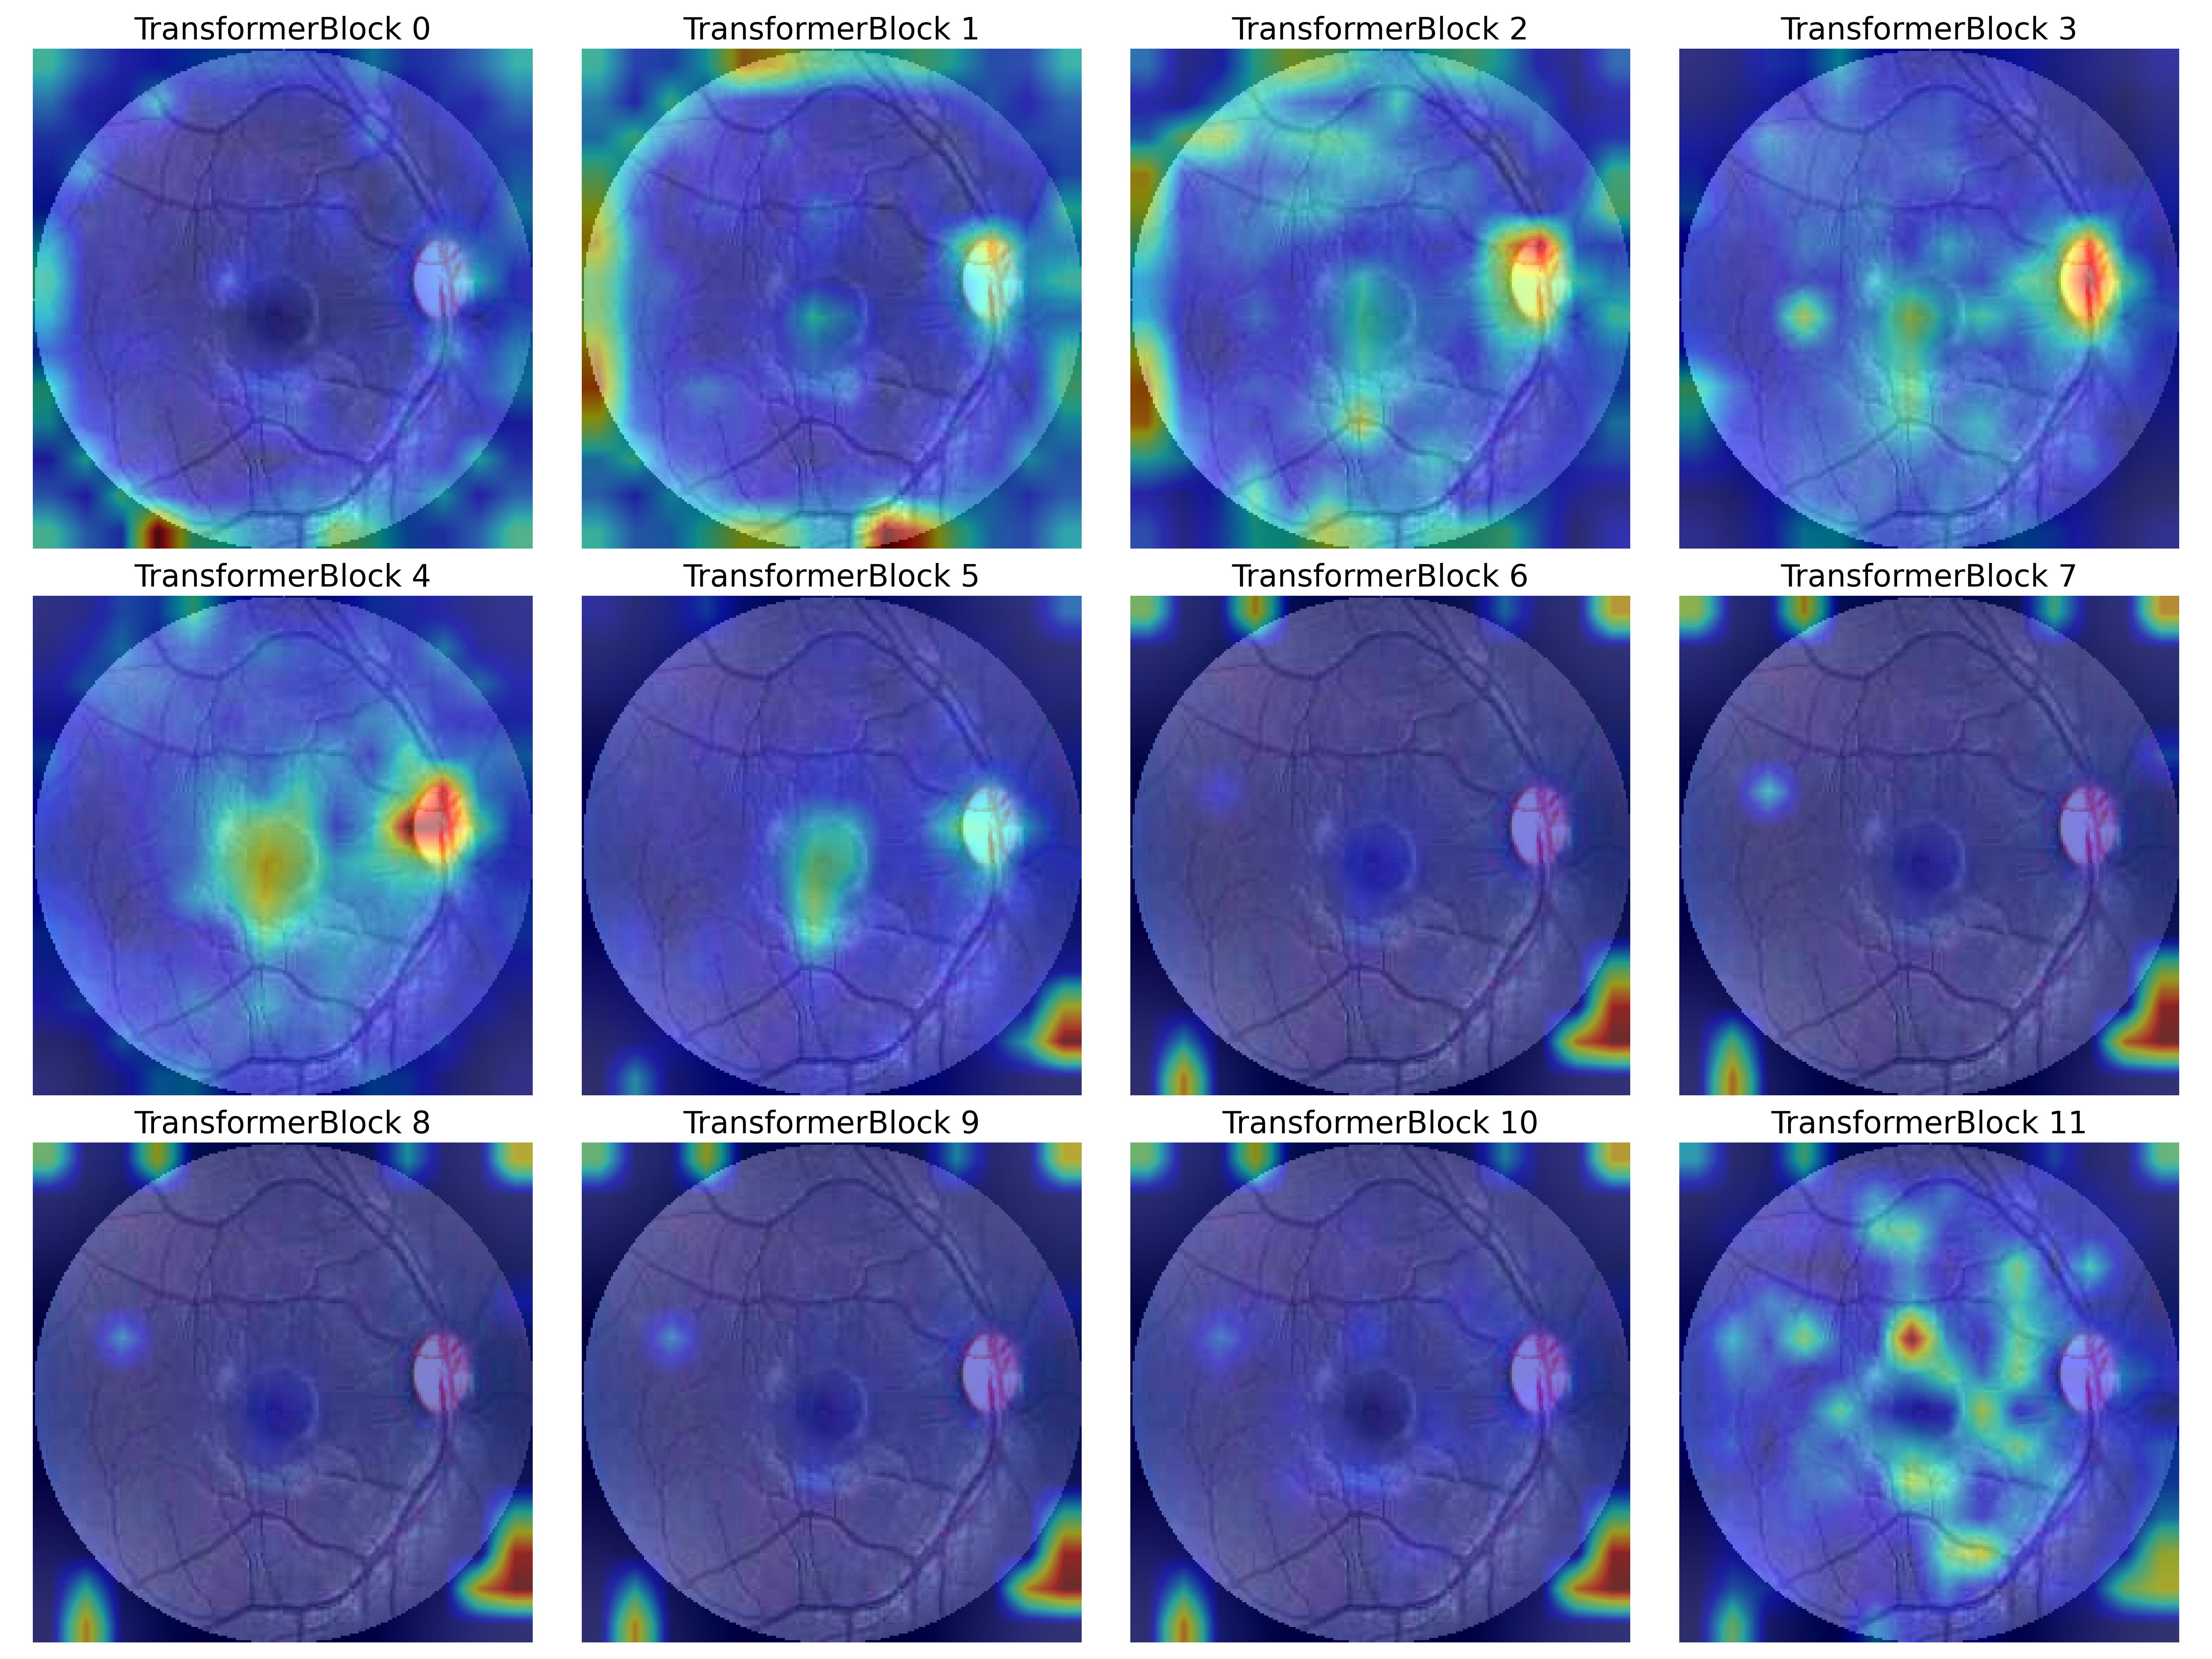 TransformerBlock 0
TransformerBlock 1
TransformerBlock 2
TransformerBlock 3
TransformerBlock 4
TransformerBlock 5
TransformerBlock 6
TransformerBlock 7
TransformerBlock 8
TransformerBlock 9
TransformerBlock 10
TransformerBlock 11